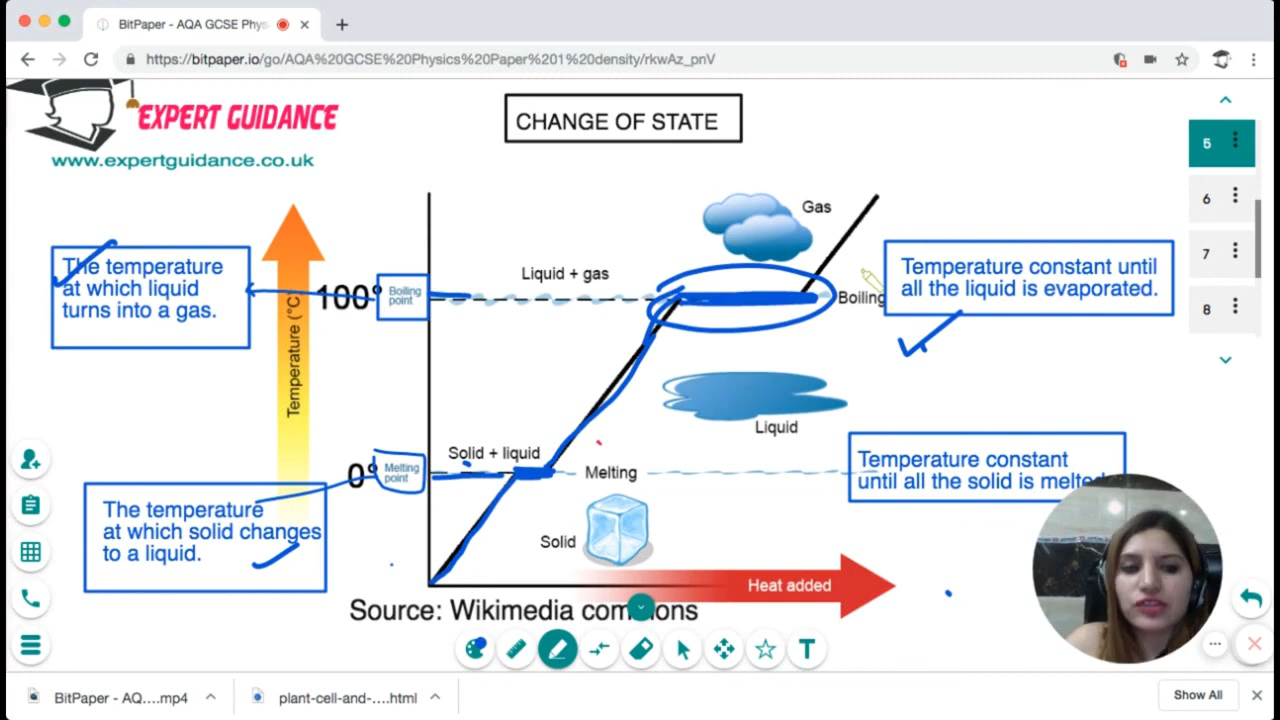 BitPaper - AQA GCSE Phys
https://bitpaper.io/go/AQA%20GCSE%20Physics%20Paper%201%20density/rkwAz_pnV
EXPERT GUIDANCE
www.expertguidance.co.uk
CHANGE OF STATE
5
6
7
8
Gas
The temperature
at which liquid
turns into a gas.
Temperature (°C)
100°
Boiling
point
Liquid + gas
Boiling
Temperature constant until
all the liquid is evaporated.
Liquid
Solid + liquid
0°
Melting
point
Melting
Temperature constant
until all the solid is melted
The temperature
at which solid changes
to a liquid.
Solid
Heat added
Source: Wikimedia commons
T
BitPaper - AQ....mp4
plant-cell-and-....html
Show All